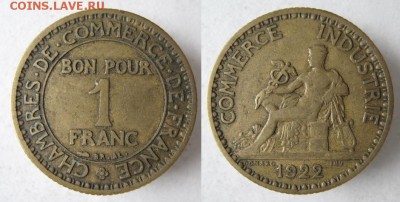 COINS.LAVE.RU
CHAMBRES·DE·COMMERCE·DE·FRANCE
BON POUR
1
FRANC
COMMERCE INDUSTRIE
1922